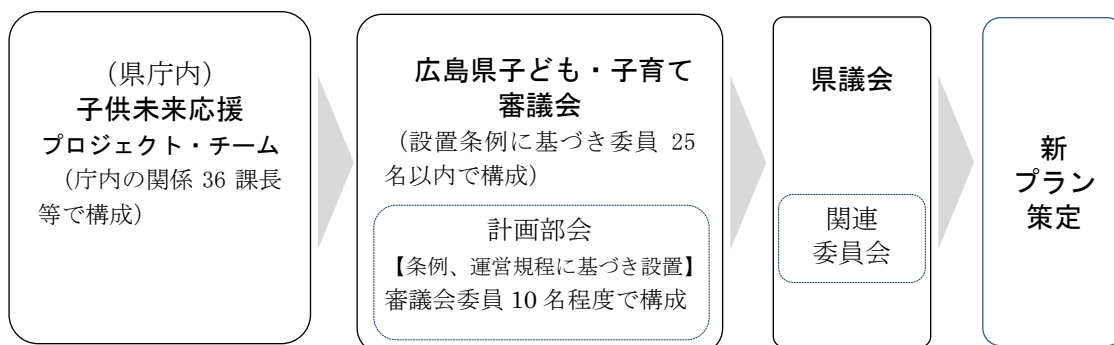 (県庁内)
子供未来応援
プロジェクト・チーム
(庁内の関係 36 課長
等で構成)
広島県子ども・子育て
審議会
(設置条例に基づき委員 25
名以内で構成)
計画部会
【条例、運営規程に基づき設置】
審議会委員 10 名程度で構成
県議会
関連
委員会
新
プラン
策定